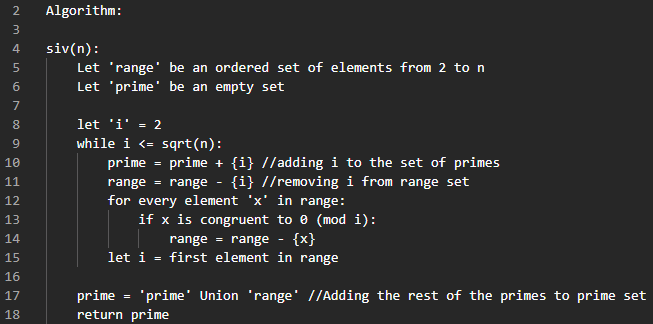 2 Algorithm:
3
4 siv(n):
5 Let 'range' be an ordered set of elements from 2 to n
6 Let 'prime' be an empty set
7
8 let 'i' = 2
9 while i <= sqrt(n):
10 prime = prime + {i} //adding i to the set of primes
11 range = range - {i} //removing i from range set
12 for every element 'x' in range:
13 if x is congruent to 0 (mod i):
14 range = range - {x}
15 let i = first element in range
16
17 prime = 'prime' Union 'range' //Adding the rest of the primes to prime set
18 return prime